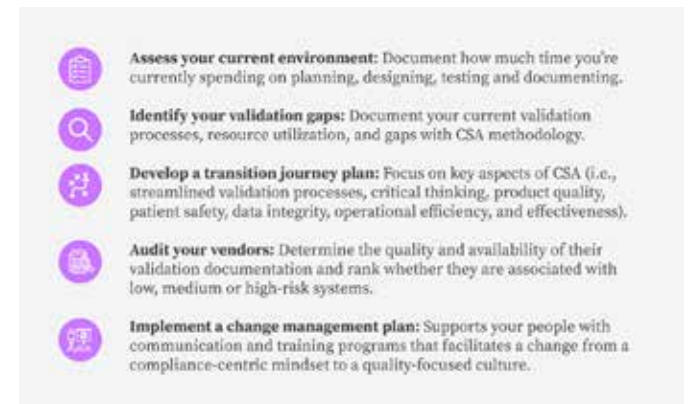 Assess your current environment: Document how much time you're
currently spending on planning, designing, testing and documenting.
Identify your validation gaps: Document your current validation
processes, resource utilization, and gaps with CSA methodology.
Develop a transition journey plan: Focus on key aspects of CSA (i.e.,
streamlined validation processes, critical thinking, product quality,
patient safety, data integrity, operational efficiency, and effectiveness).
Audit your vendors: Determine the quality and availability of their
validation documentation and rank whether they are associated with
low, medium or high-risk systems.
Implement a change management plan: Supports your people with
communication and training programs that facilitates a change from a
compliance-centric mindset to a quality-focused culture.